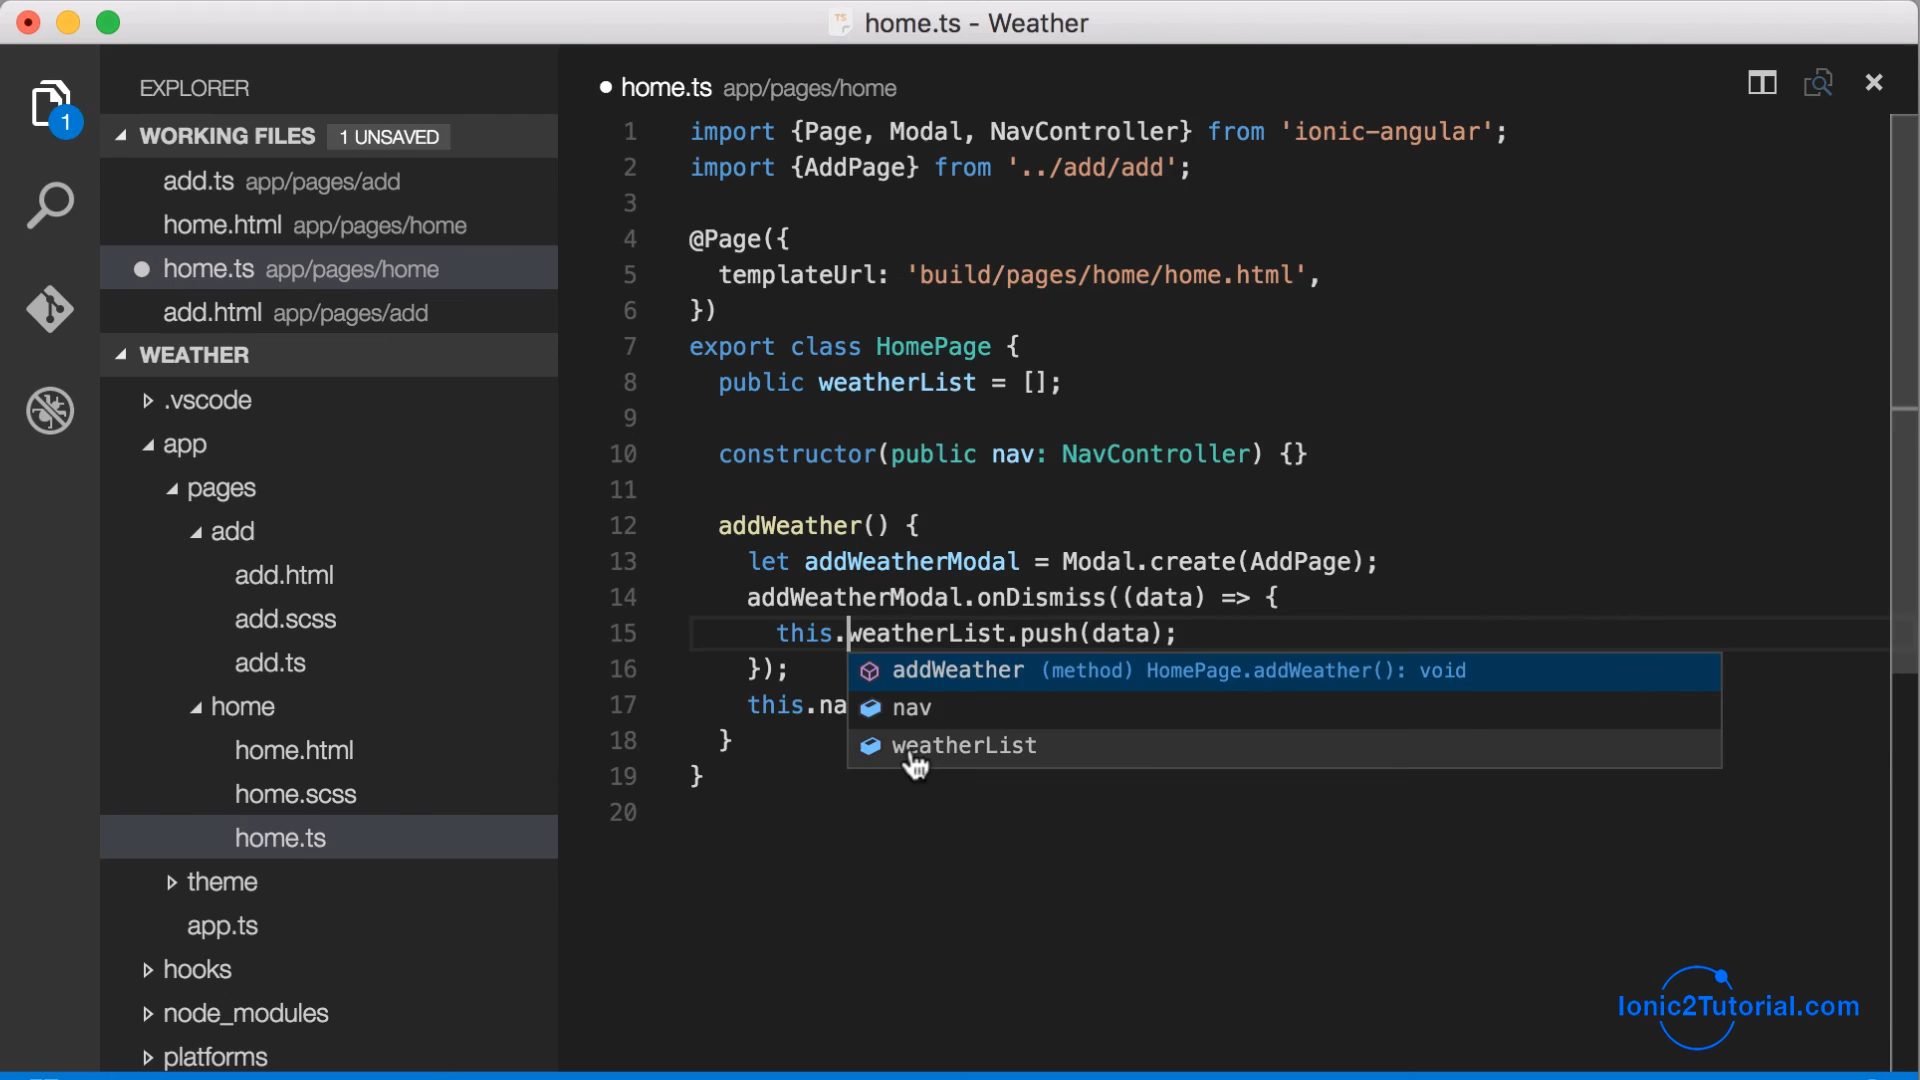 home.ts - Weather
EXPLORER
WORKING FILES 1 UNSAVED
add.ts app/pages/add
home.html app/pages/home
home.ts app/pages/home
add.html app/pages/add
WEATHER
.vscode
app
pages
add
add.html
add.scss
add.ts
home
home.html
home.scss
home.ts
theme
app.ts
hooks
node_modules
platforms
1
TS
home.ts app/pages/home
1 import {Page, Modal, NavController} from 'ionic-angular';
2 import {AddPage} from '../add/add';
3
4 @Page({
5 templateUrl: 'build/pages/home/home.html',
6 })
7 export class HomePage {
8 public weatherList = [];
9
10 constructor(public nav: NavController) {}
11
12 addWeather() {
13 let addWeatherModal = Modal.create(AddPage);
14 addWeatherModal.onDismiss((data) => {
15 this.weatherList.push(data);
16 });
17 this.na
18 }
19 }
20
addWeather (method) HomePage.addWeather(): void
nav
weatherList
Ionic2Tutorial.com